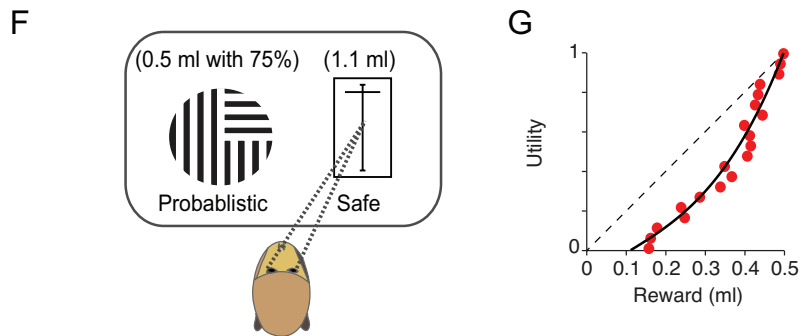 F
(0.5 ml with 75%) (1.1 ml)
Probablistic Safe
G
Utility
1
0
0 0.1 0.2 0.3 0.4 0.5
Reward (ml)